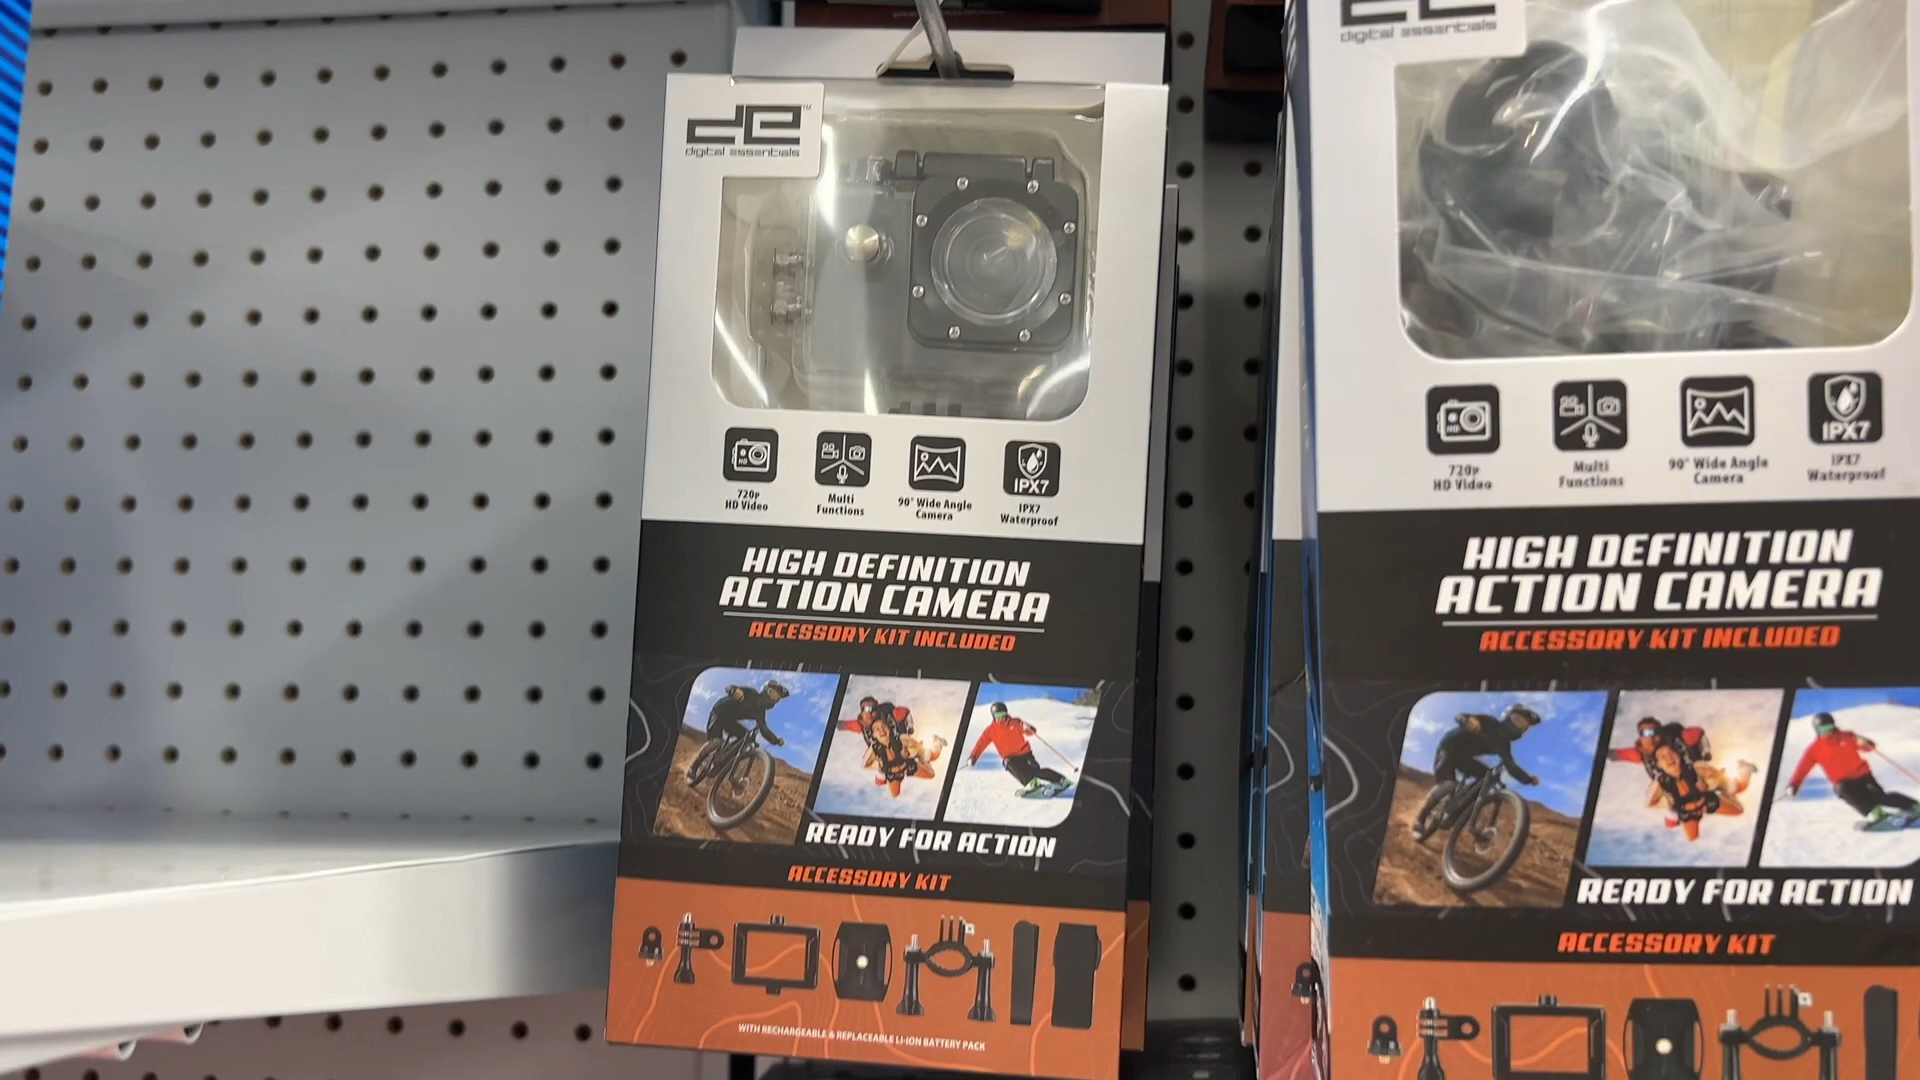 de™
digital essentials
HD
720p
HD Video
Multi
Functions
90° Wide Angle
Camera
IPX7
IPX7
Waterproof
HIGH DEFINITION
ACTION CAMERA
ACCESSORY KIT INCLUDED
READY FOR ACTION
ACCESSORY KIT
WITH RECHARGEABLE & REPLACEABLE LI-ION BATTERY PACK
de
digital essentials
HD
720p
HD Video
Multi
Functions
90° Wide Angle
Camera
IPX7
IPX7
Waterproof
HIGH DEFINITION
ACTION CAMERA
ACCESSORY KIT INCLUDED
READY FOR ACTION
ACCESSORY KIT